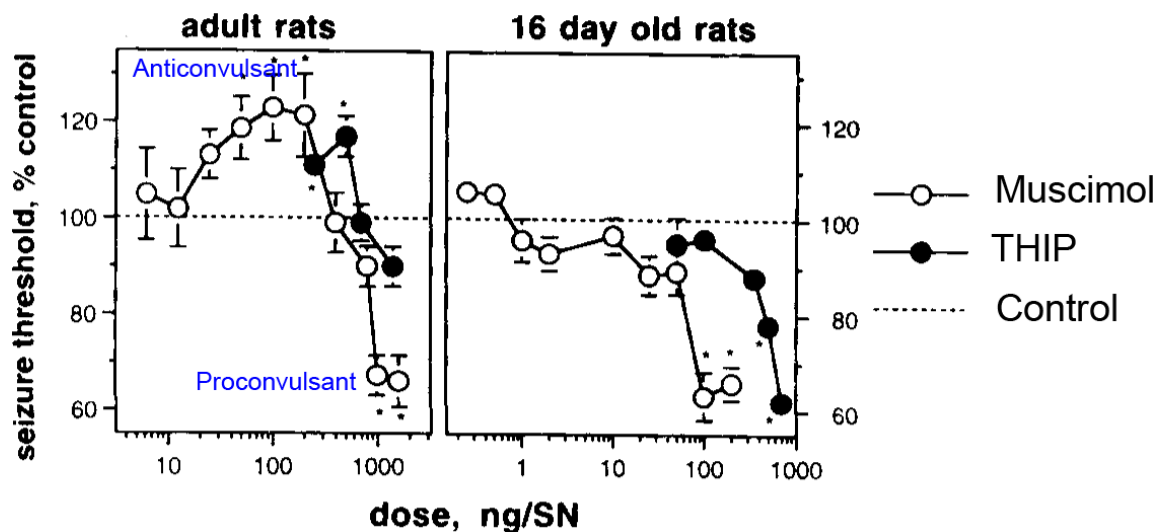 adult rats
16 day old rats
Anticonvulsant
Proconvulsant
seizure threshold, % control
120
100
80
60
10 100 1000
120
100
80
60
1 10 100 1000
dose, ng/SN
Muscimol
THIP
Control